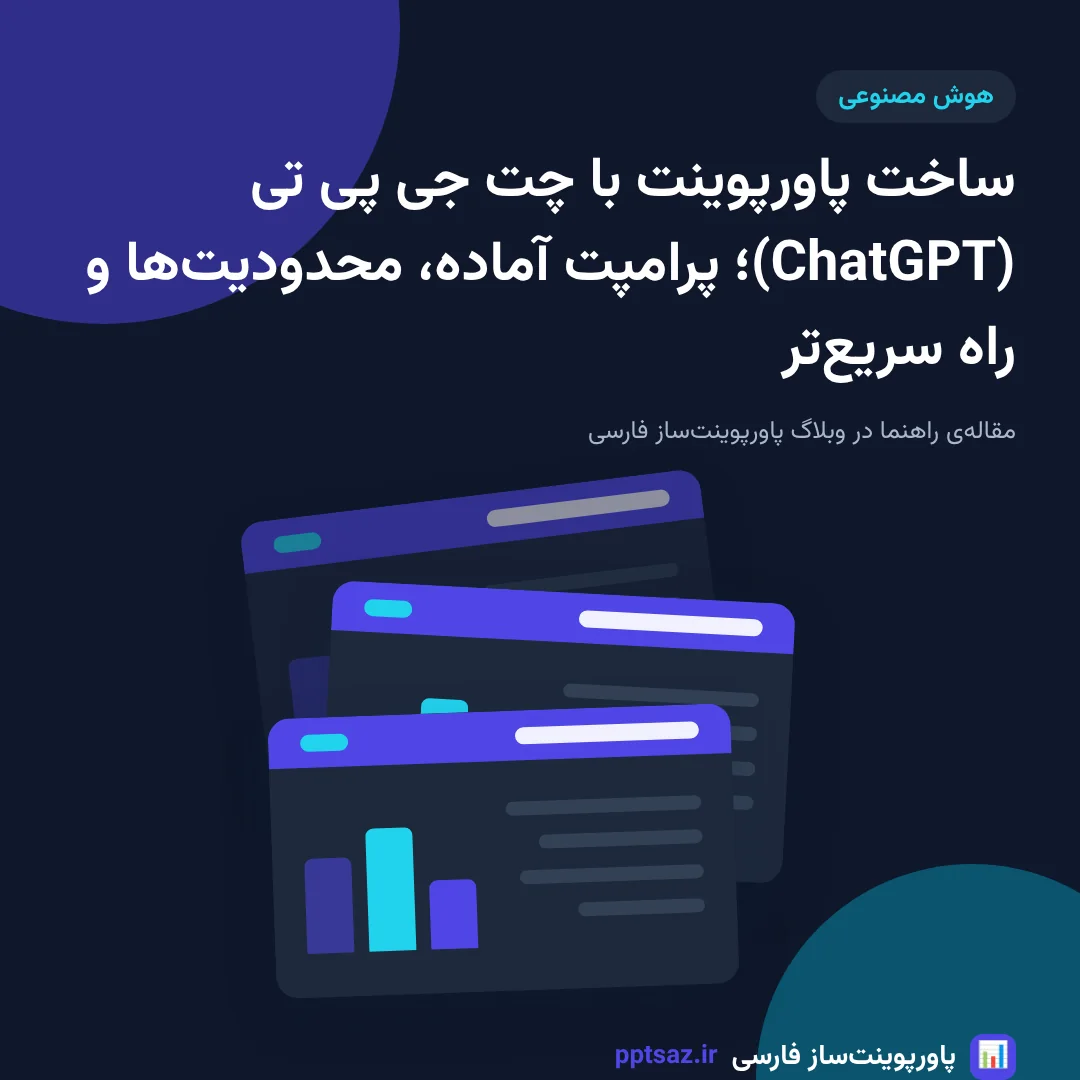 هوش مصنوعی
ساخت پاورپوینت با چت جی پی تی
(ChatGPT)؛ پرامپت آماده، محدودیت‌ها و
راه سریع‌تر
مقاله‌ی راهنما در وبلاگ پاورپوینت‌ساز فارسی
پاورپوینت‌ساز فارسی pptsaz.ir